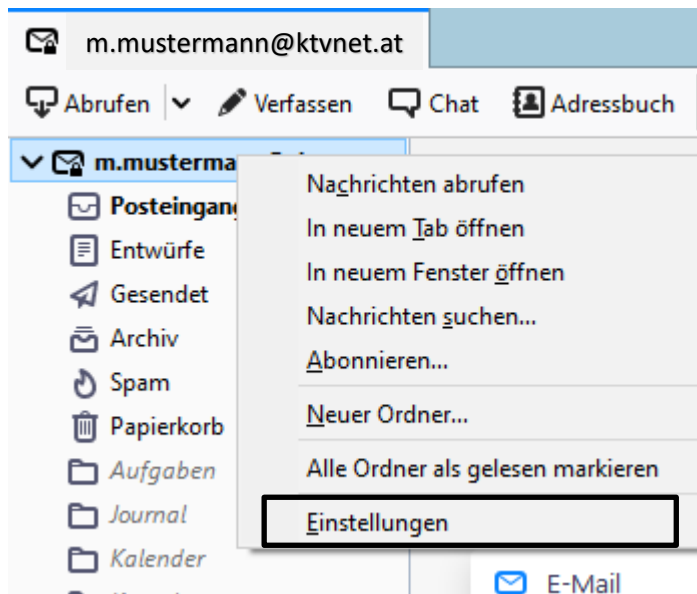 m.mustermann@ktvnet.at
Abrufen Verfassen Chat Adressbuch
m.musterma
Posteingang
Entwürfe
Gesendet
Archiv
Spam
Papierkorb
Aufgaben
Journal
Kalender
Nachrichten abrufen
In neuem Tab öffnen
In neuem Fenster öffnen
Nachrichten suchen...
Abonnieren...
Neuer Ordner...
Alle Ordner als gelesen markieren
Einstellungen
E-Mail